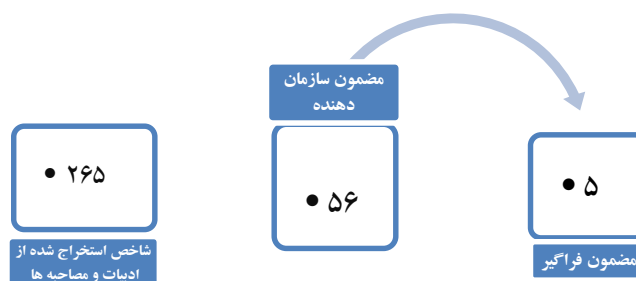 مضمون سازمان
دهنده
• ۵
• ۵۶
• ۲۶۵
مضمون فراگیر
شاخص استخراج شده از
ادبیات و مصاحبه ها